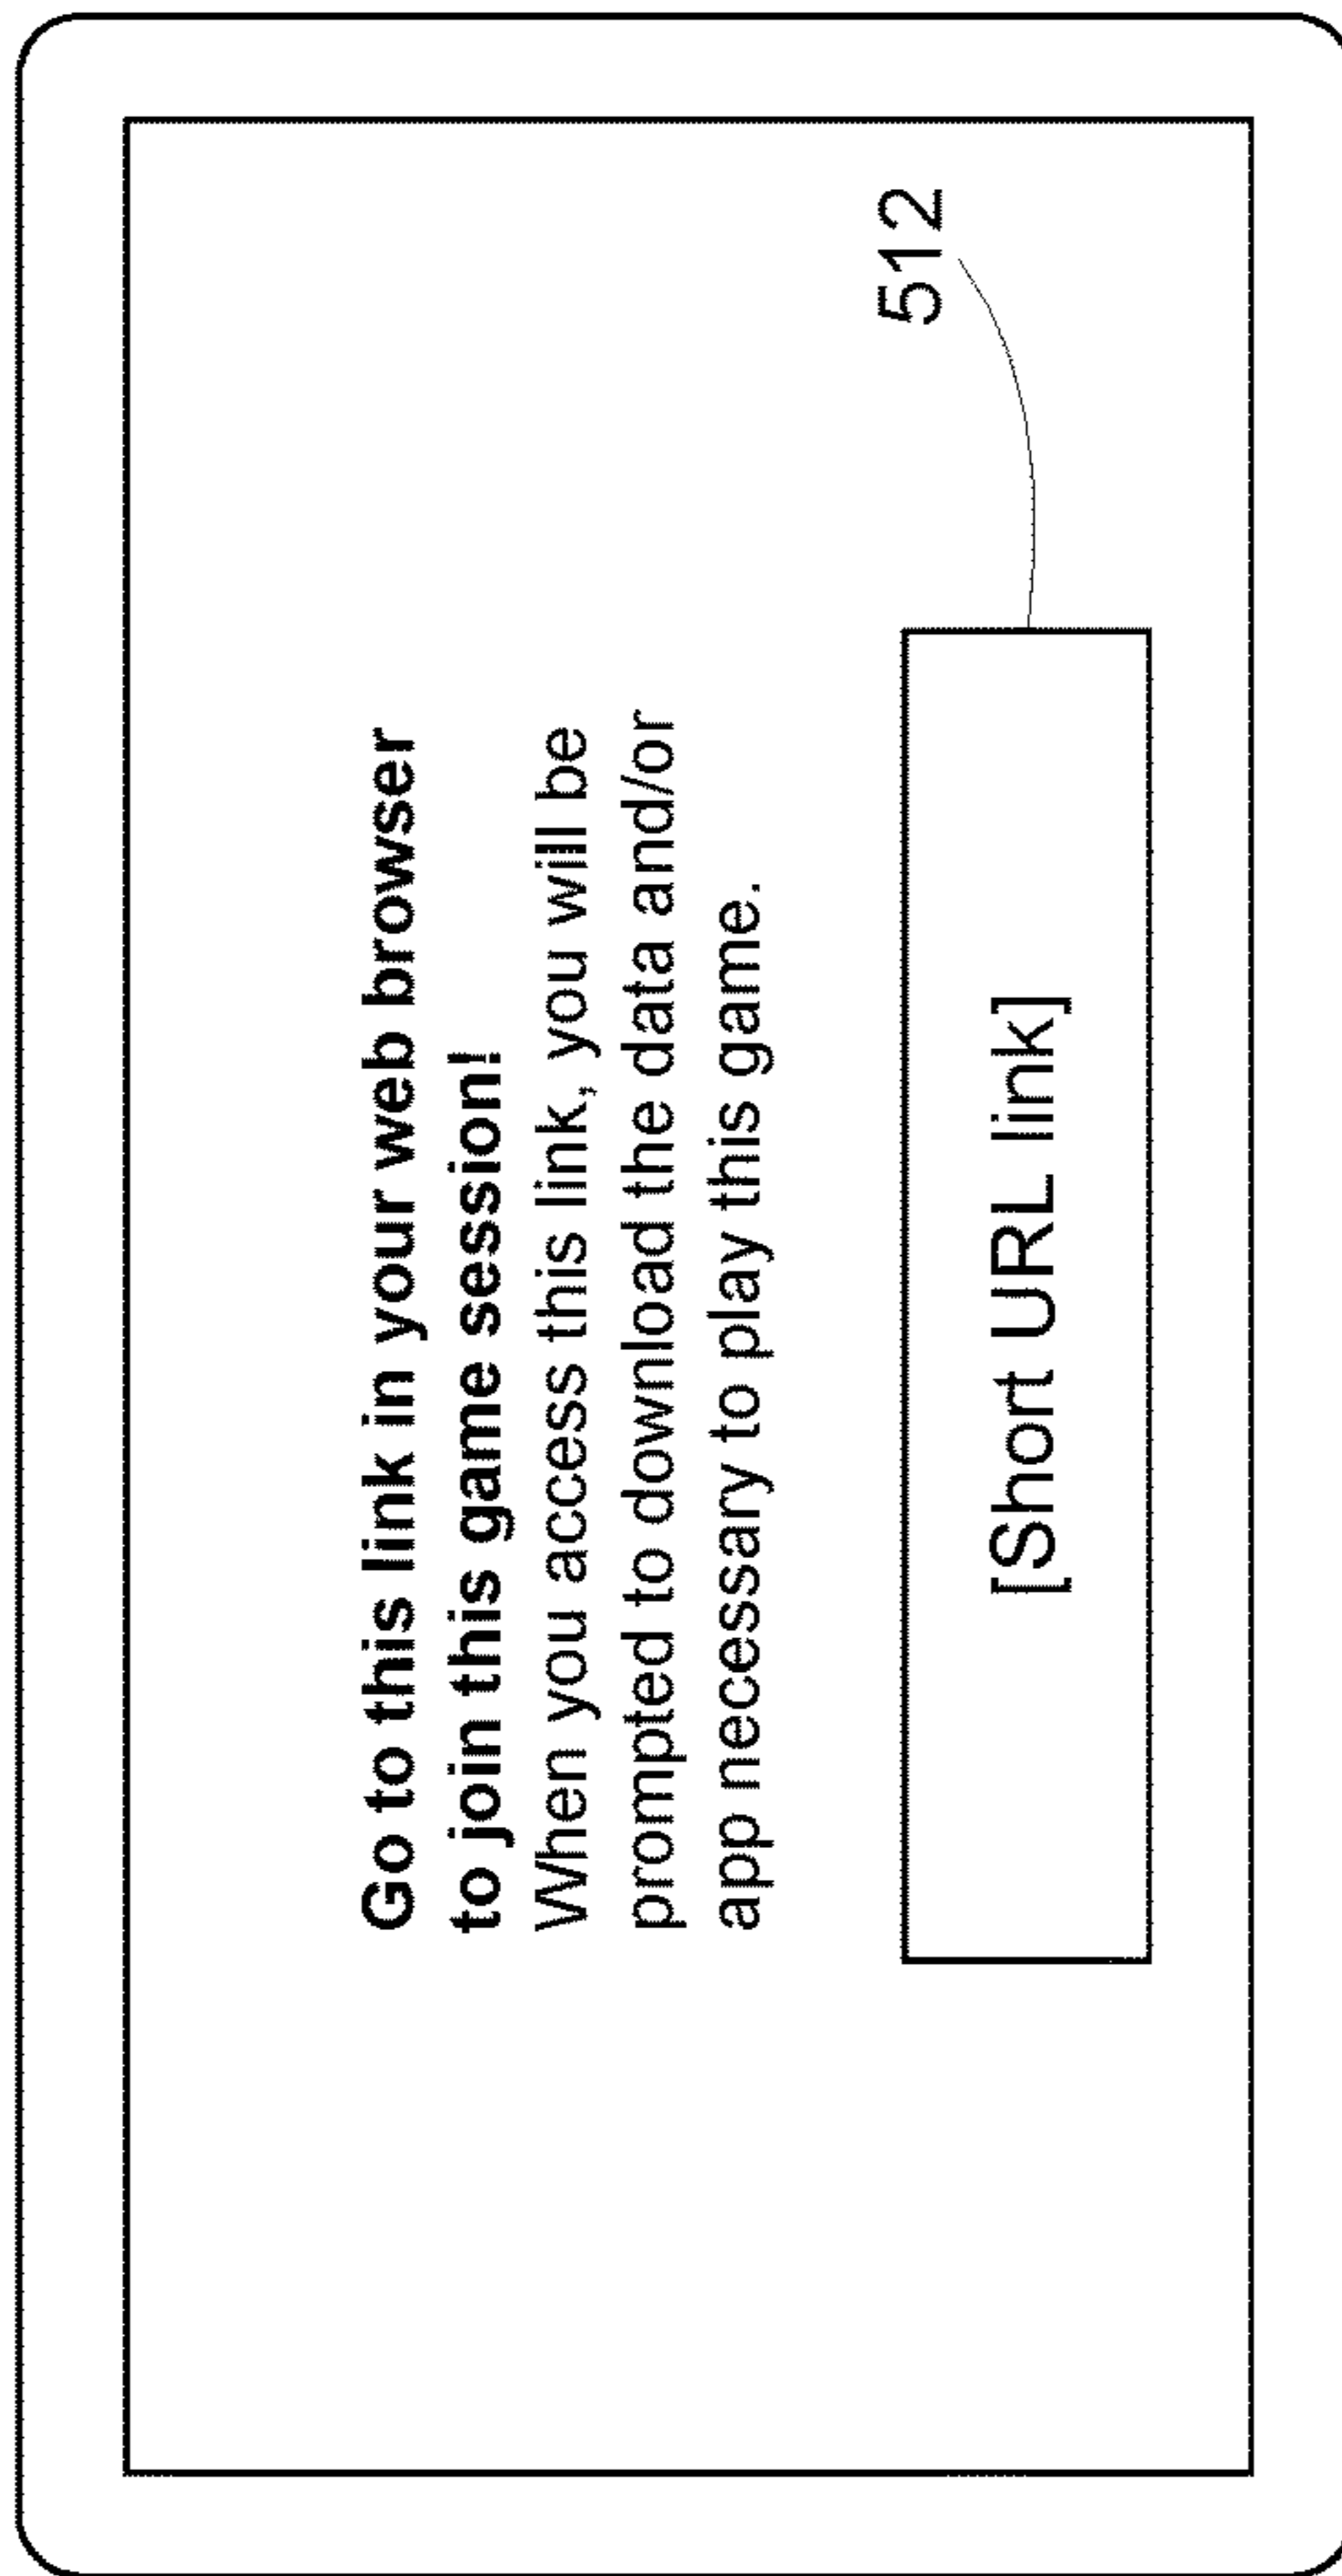 Go to this link in your web browser
to join this game session!
When you access this link, you will be
prompted to download the data and/or
app necessary to play this game.
512
[Short URL link]